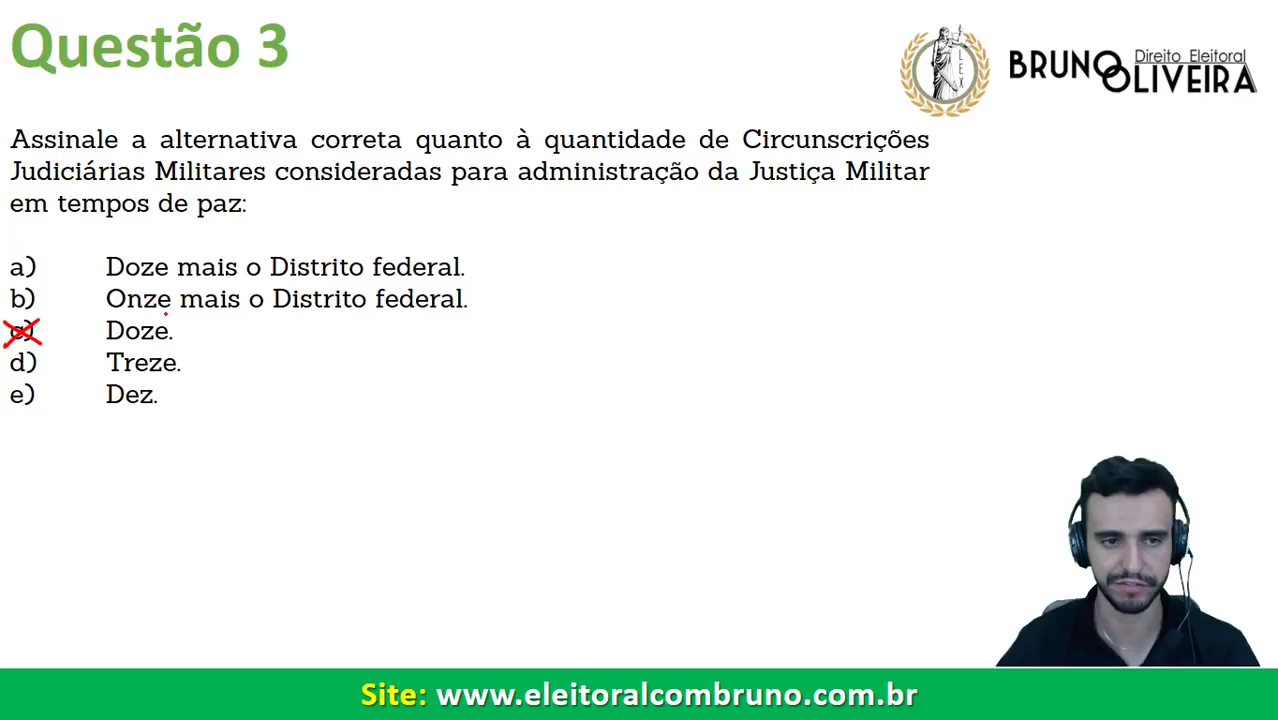 Questão 3
LEX
BRUNO OLIVEIRA
Direito Eleitoral
Assinale a alternativa correta quanto à quantidade de Circunscrições
Judiciárias Militares consideradas para administração da Justiça Militar
em tempos de paz:
a) Doze mais o Distrito federal.
b) Onze mais o Distrito federal.
c) Doze.
d) Treze.
e) Dez.
Site: www.eleitoralcombruno.com.br